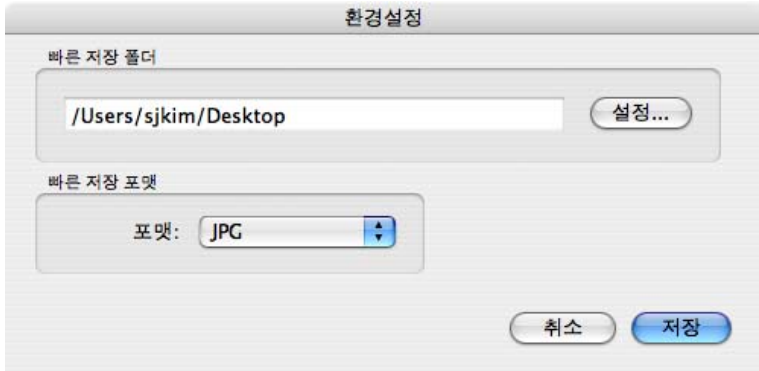 환경설정
빠른 저장 폴더
/Users/sjkim/Desktop
설정...
빠른 저장 포맷
포맷: JPG
취소 저장